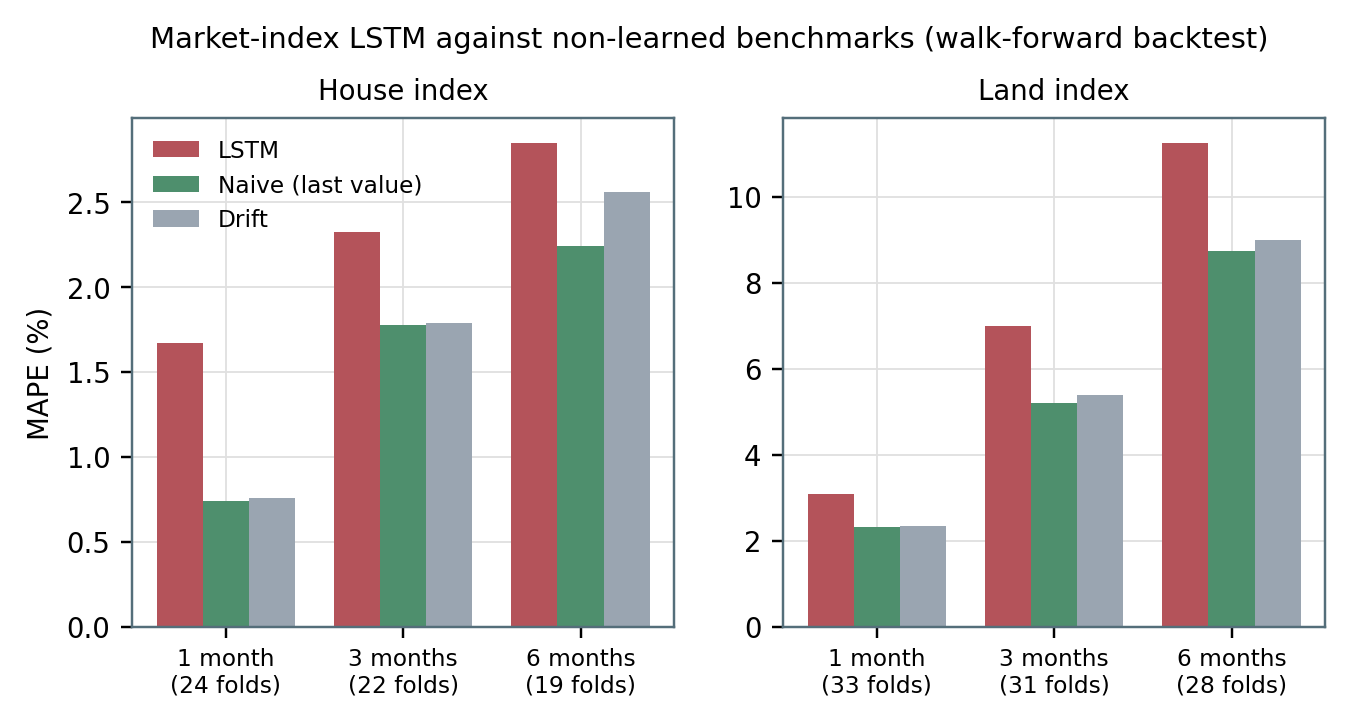 Market-index LSTM against non-learned benchmarks (walk-forward backtest)
House index
LSTM
Naive (last value)
Drift
MAPE (%)
2.5
2.0
1.5
1.0
0.5
0.0
1 month
(24 folds)
3 months
(22 folds)
6 months
(19 folds)
Land index
10
8
6
4
2
0
1 month
(33 folds)
3 months
(31 folds)
6 months
(28 folds)